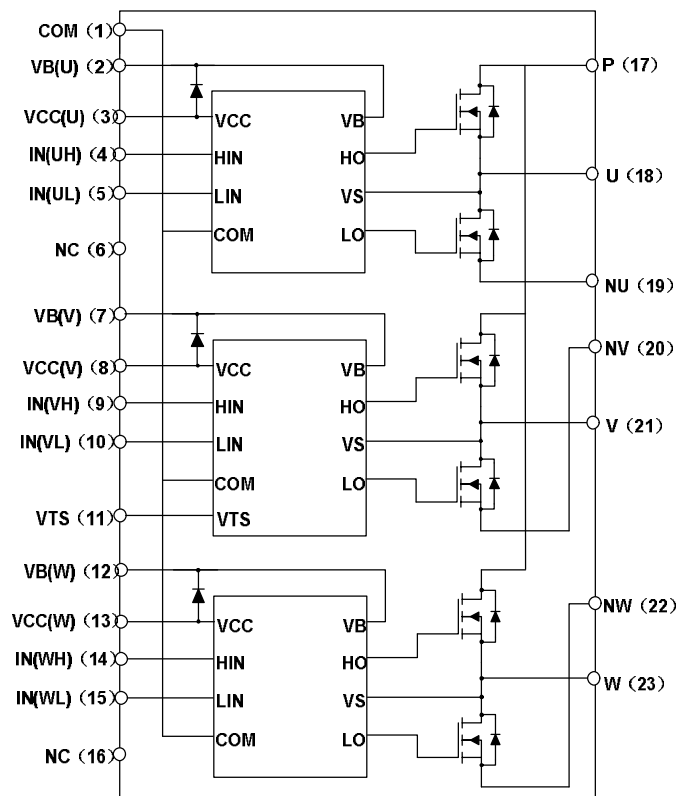 COM (1)
VB(U) (2)
P (17)
VCC(U) (3)
VCC
VB
IN(UH) (4)
HIN
HO
U (18)
IN(UL) (5)
LIN
VS
COM
LO
NC (6)
NU (19)
VB(V) (7)
NV (20)
VCC(V) (8)
VCC
VB
IN(VH) (9)
HIN
HO
V (21)
IN(VL) (10)
LIN
VS
COM
LO
VTS (11)
VTS
VB(W) (12)
NW (22)
VCC(W) (13)
VCC
VB
IN(WH) (14)
HIN
HO
W (23)
IN(WL) (15)
LIN
VS
COM
LO
NC (16)